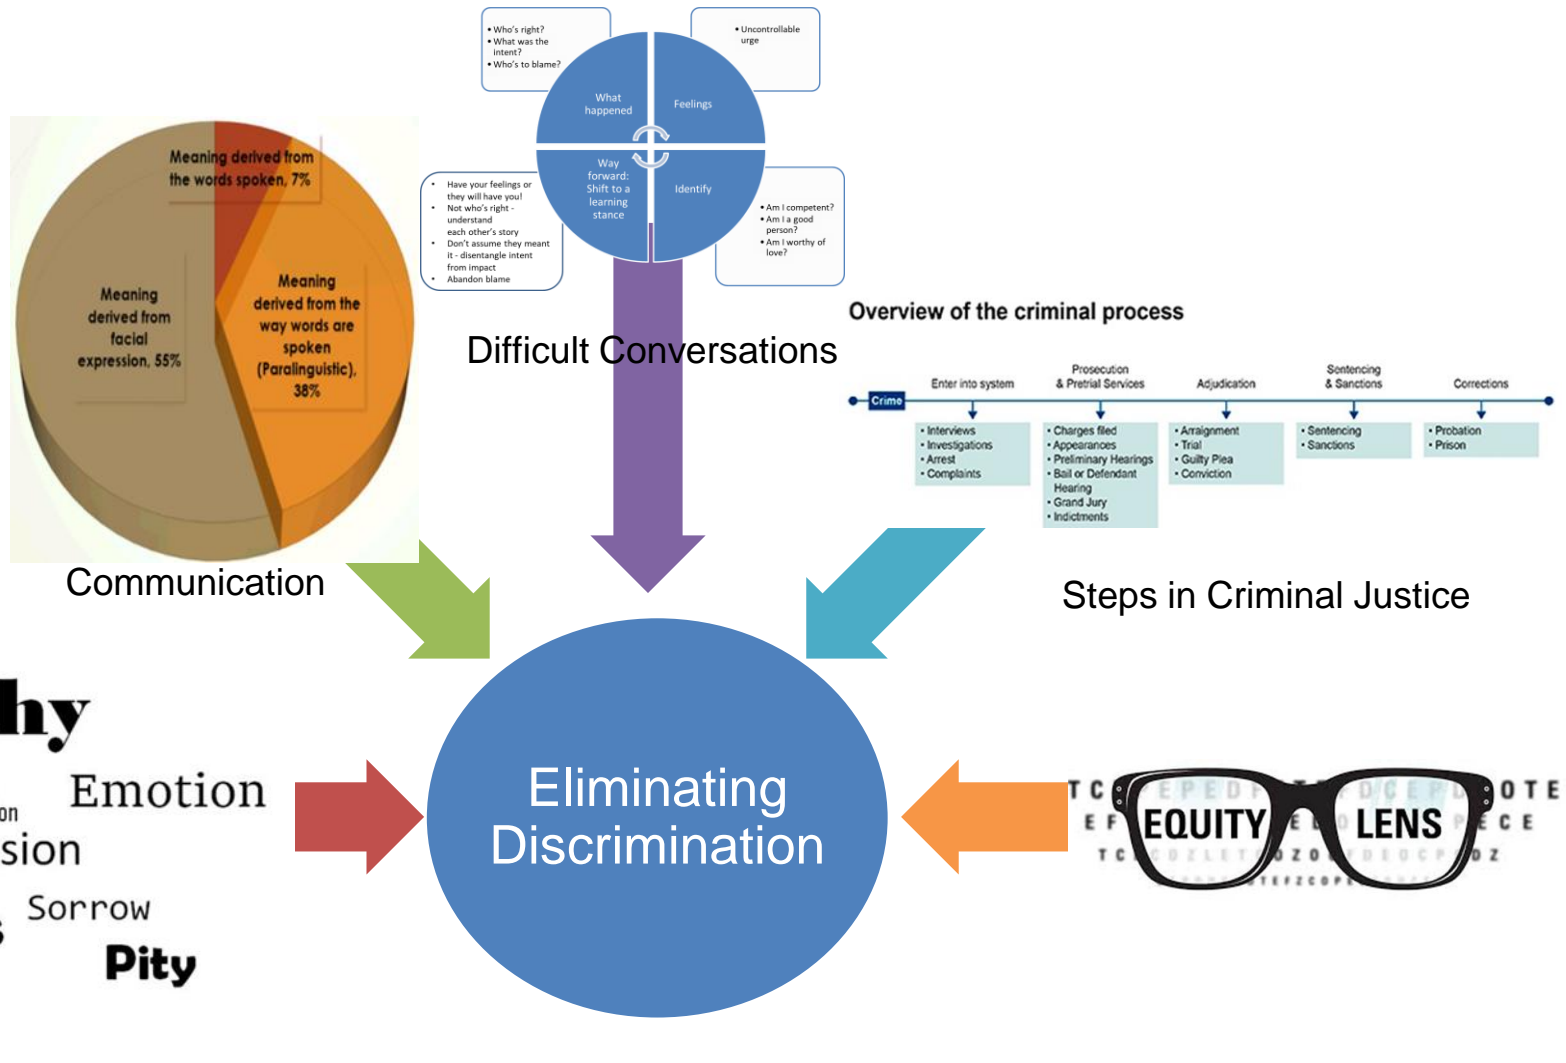 • Who's right?
• What was the
intent?
• Who's to blame?
• Uncontrollable
urge
What
happened
Feelings
Way
forward:
Shift to a
learning
stance
Identify
• Have your feelings or
they will have you!
• Not who's right -
understand
each other's story
• Don't assume they meant
it - disentangle intent
from impact
• Abandon blame
• Am I competent?
• Am I a good
person?
• Am I worthy of
love?
Difficult Conversations
Meaning derived from
the words spoken, 7%
Meaning
derived from
facial
expression, 55%
Meaning
derived from the
way words are
spoken
(Paralinguistic),
38%
Communication
Overview of the criminal process
Crime
Enter into system
• Interviews
• Investigations
• Arrest
• Complaints
Prosecution
& Pretrial Services
• Charges filed
• Appearances
• Preliminary Hearings
• Bail or Defendant
Hearing
• Grand Jury
• Indictments
Adjudication
• Arraignment
• Trial
• Guilty Plea
• Conviction
Sentencing
& Sanctions
• Sentencing
• Sanctions
Corrections
• Probation
• Prison
Steps in Criminal Justice
hy
Emotion
on
sion
Sorrow
s
Pity
Eliminating
Discrimination
EQUITY LENS